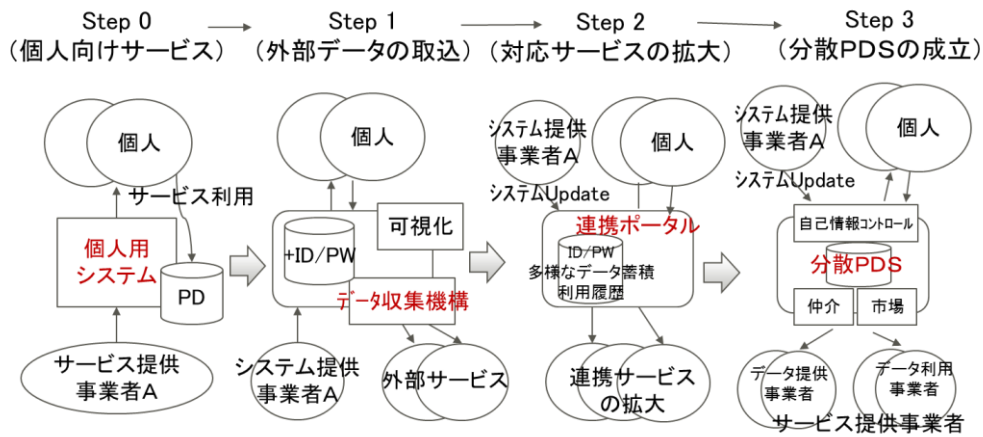 Step 0
（個人向けサービス）
個人
サービス利用
個人用
システム
PD
サービス提供
事業者A
Step 1
（外部データの取込）
個人
可視化
+ID/PW
データ収集機構
システム提供
事業者A
外部サービス
Step 2
（対応サービスの拡大）
システム提供
事業者A
個人
システムUpdate
連携ポータル
ID/PW
多様なデータ蓄積
利用履歴
連携サービス
の拡大
Step 3
（分散PDSの成立）
システム提供
事業者A
個人
システムUpdate
自己情報コントロール
分散PDS
仲介
市場
データ提供
事業者
データ利用
事業者
サービス提供事業者